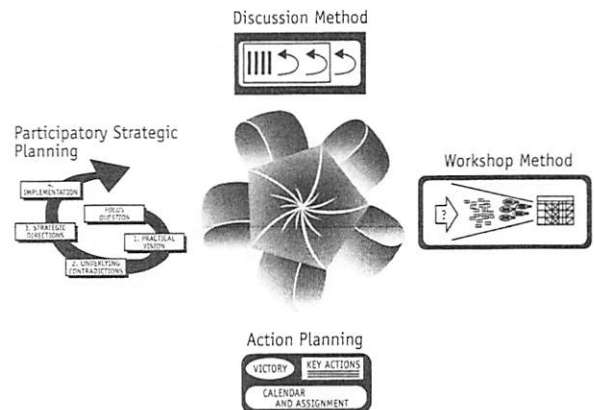 Discussion Method
Participatory Strategic
Planning
IMPLEMENTATION
FOCUS
QUESTION
3. STRATEGIC
DIRECTIONS
1. PRACTICAL
VISION
2. UNDERLYING
CONTRADICTIONS
Workshop Method
?
Action Planning
VICTORY
KEY ACTIONS
CALENDAR
AND ASSIGNMENT